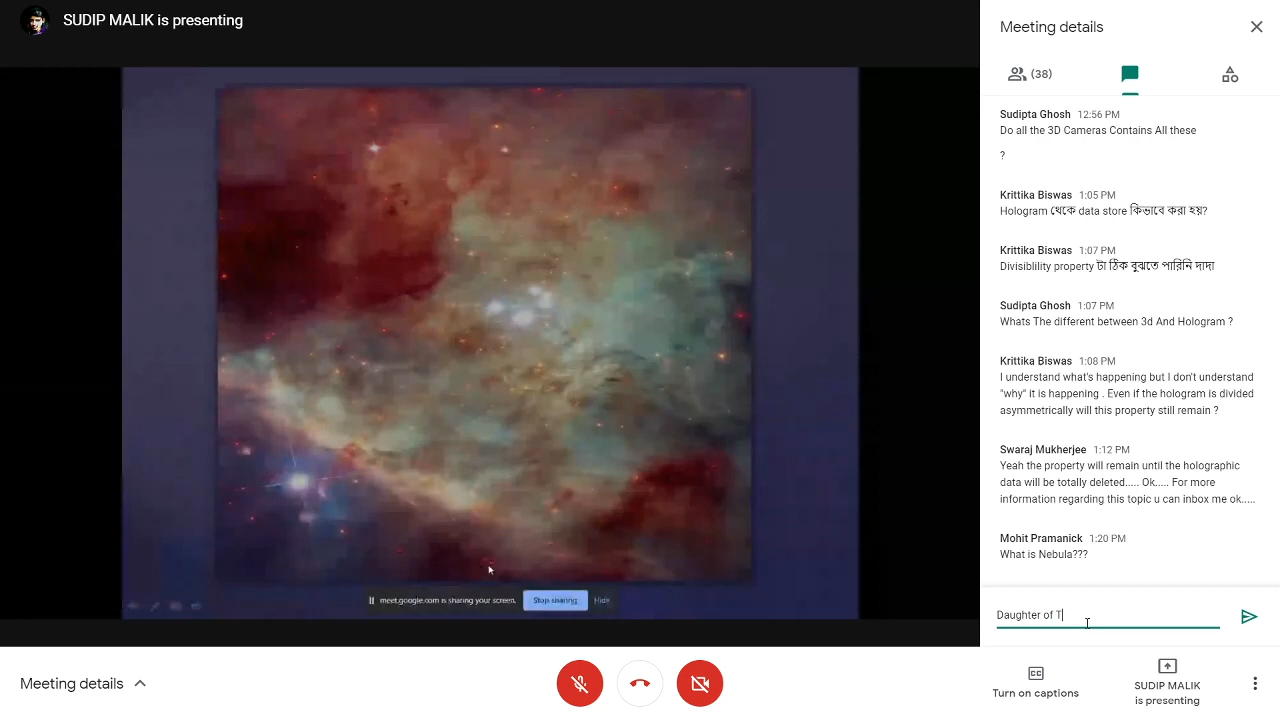 SUDIP MALIK is presenting
meet.google.com is sharing your screen.
Stop sharing
Hide
Meeting details
Meeting details
(38)
Sudipta Ghosh 12:56 PM
Do all the 3D Cameras Contains All these
?
Krittika Biswas 1:05 PM
Hologram থেকে data store কিভাবে করা হয়?
Krittika Biswas 1:07 PM
Divisiblility property টা ঠিক বুঝতে পারিনি দাদা
Sudipta Ghosh 1:07 PM
Whats The different between 3d And Hologram ?
Krittika Biswas 1:08 PM
I understand what's happening but I don't understand
"why" it is happening . Even if the hologram is divided
asymmetrically will this property still remain ?
Swaraj Mukherjee 1:12 PM
Yeah the property will remain until the holographic
data will be totally deleted..... Ok..... For more
information regarding this topic u can inbox me ok.....
Mohit Pramanick 1:20 PM
What is Nebula???
Daughter of T
CC
Turn on captions
SUDIP MALIK
is presenting